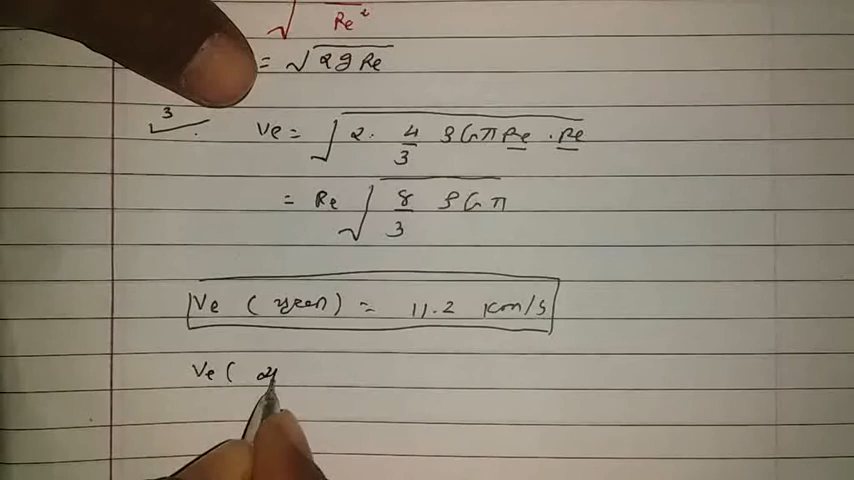 √ Re²
= √2gRe
3
Ve = √2 · 4/3 ρGπRe · Re
= Re √8/3 ρGπ
Ve ( ) = 11.2 Km/s
Ve (